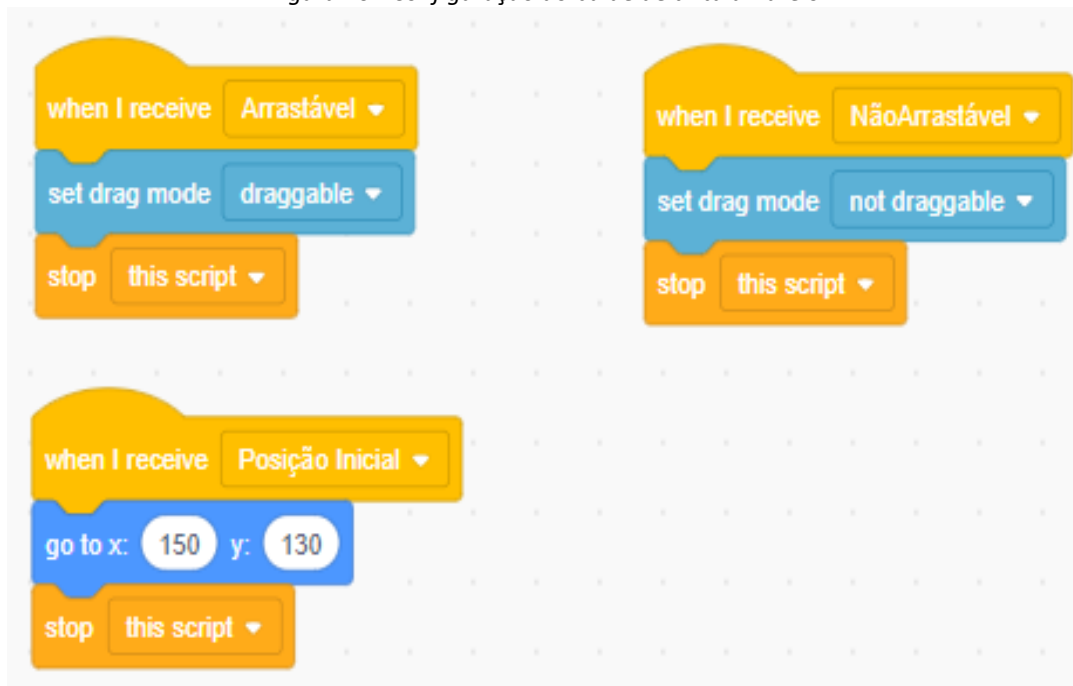 when I receive Arrastável
set drag mode draggable
stop this script
when I receive NãoArrastável
set drag mode not draggable
stop this script
when I receive Posição Inicial
go to x: 150 y: 130
stop this script